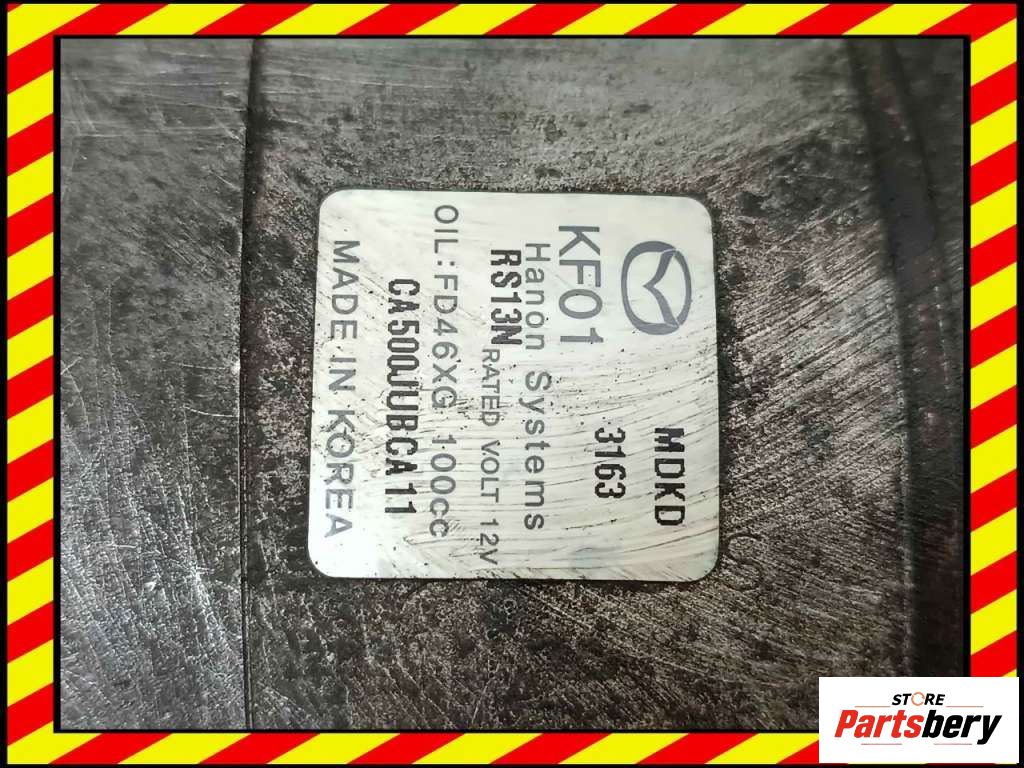 MDKD
KF01 3163
Hanon Systems
RS13N RATED VOLT 12V
OIL:FD46XG 100cc
CA500JUBCA11
MADE IN KOREA
STORE
Partsbery